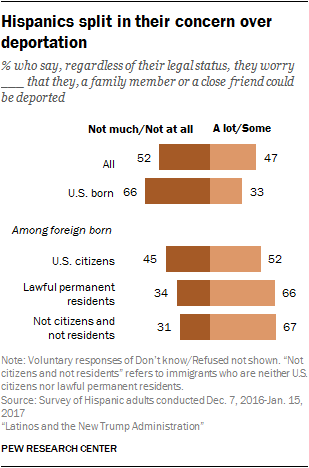 Hispanics split in their concern over
deportation
% who say, regardless of their legal status, they worry
___ that they, a family member or a close friend could
be deported
Not much/Not at all A lot/Some
All 52 47
U.S. born 66 33
Among foreign born
U.S. citizens 45 52
Lawful permanent
residents 34 66
Not citizens and
not residents 31 67
Note: Voluntary responses of Don't know/Refused not shown. “Not
citizens and not residents” refers to immigrants who are neither U.S.
citizens nor lawful permanent residents.
Source: Survey of Hispanic adults conducted Dec. 7, 2016-Jan. 15,
2017
“Latinos and the New Trump Administration”
PEW RESEARCH CENTER